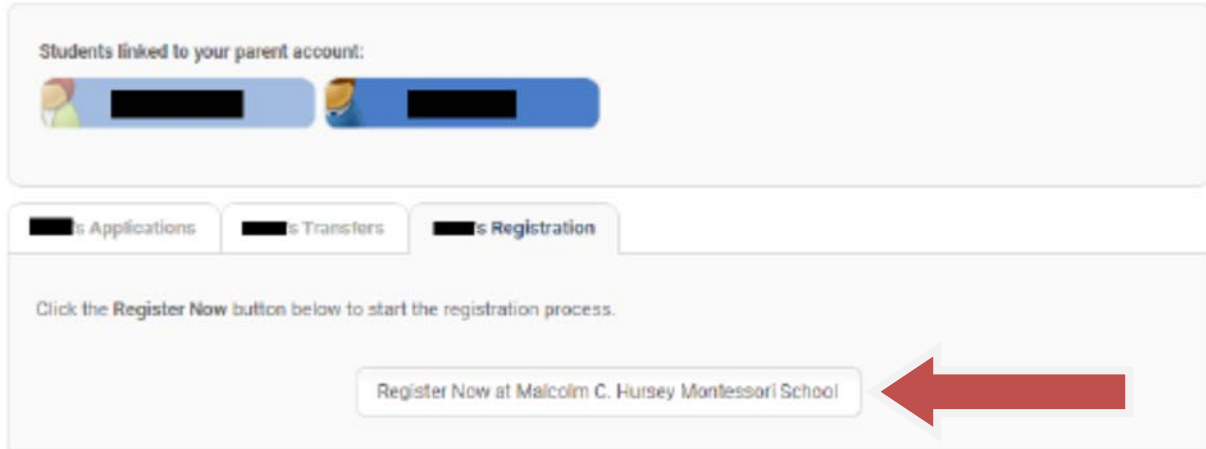 Students linked to your parent account:
's Applications 's Transfers 's Registration
Click the Register Now button below to start the registration process.
Register Now at Malcolm C. Hursey Montessori School